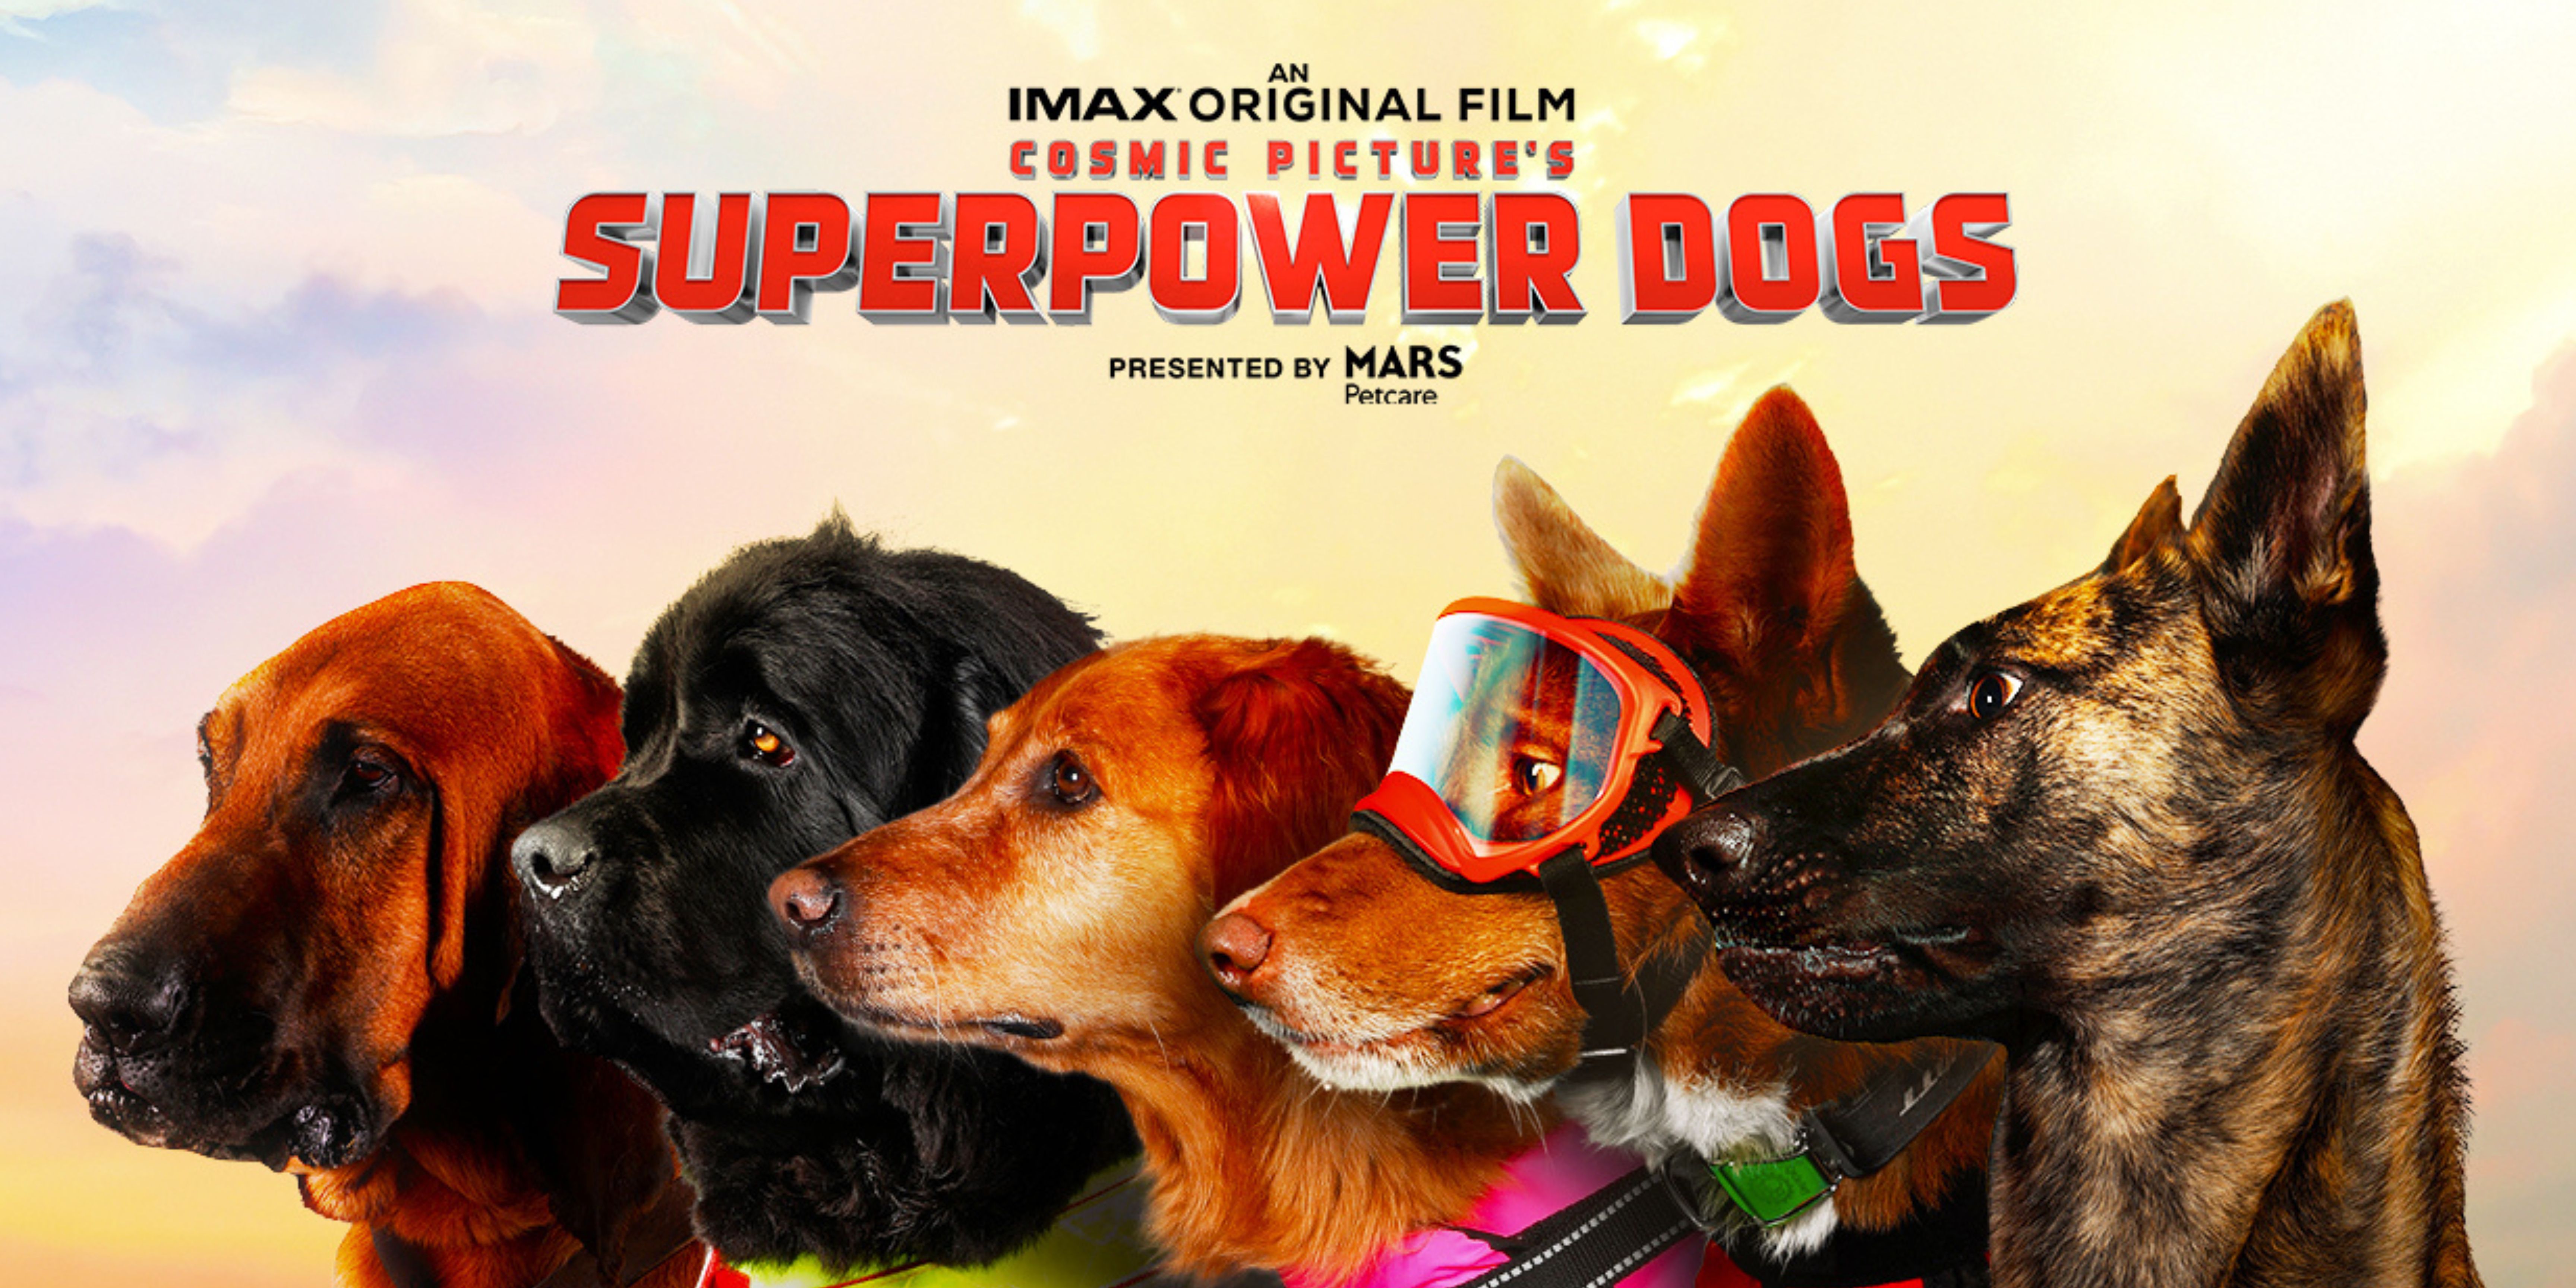 AN
IMAX® ORIGINAL FILM
COSMIC PICTURE'S
SUPERPOWER DOGS
PRESENTED BY MARS
Petcare